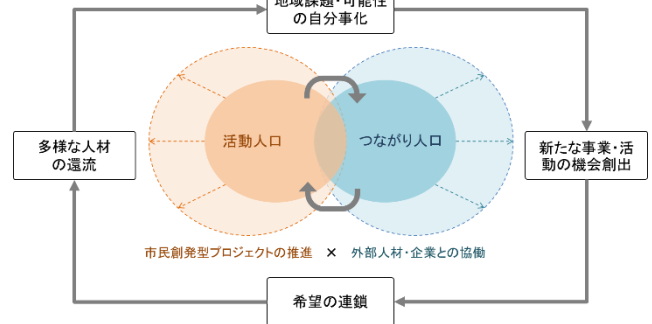 地域課題・可能性
の自分事化
多様な人材
の還流
活動人口
つながり人口
新たな事業・活
動の機会創出
市民創発型プロジェクトの推進 × 外部人材・企業との協働
希望の連鎖